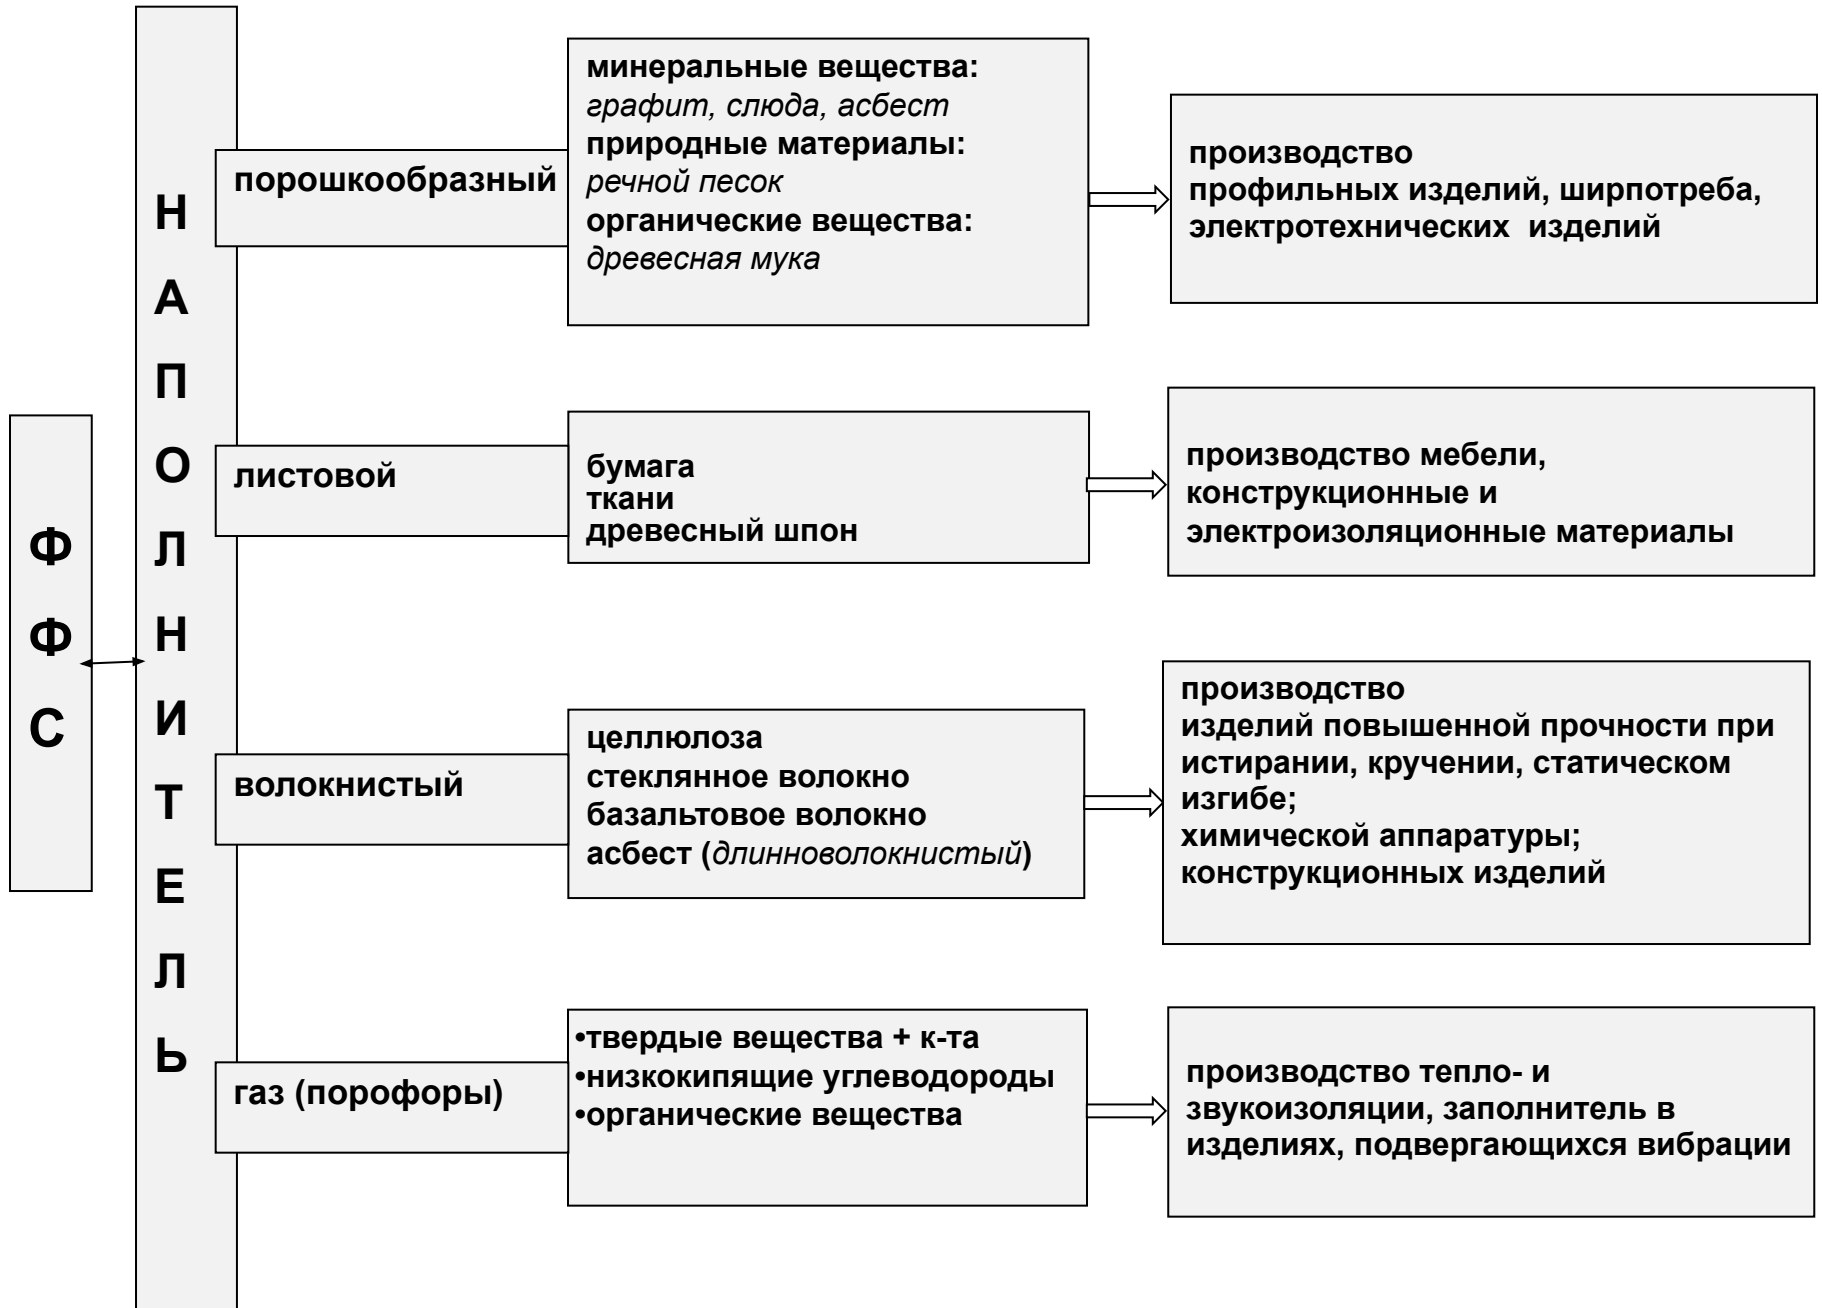 ФФС
НАПОЛНИТЕЛЬ
порошкообразный
минеральные вещества:
графит, слюда, асбест
природные материалы:
речной песок
органические вещества:
древесная мука
производство
профильных изделий, ширпотреба,
электротехнических изделий
листовой
бумага
ткани
древесный шпон
производство мебели,
конструкционные и
электроизоляционные материалы
волокнистый
целлюлоза
стеклянное волокно
базальтовое волокно
асбест (длинноволокнистый)
производство
изделий повышенной прочности при
истирании, кручении, статическом
изгибе;
химической аппаратуры;
конструкционных изделий
газ (порофоры)
•твердые вещества + к-та
•низкокипящие углеводороды
•органические вещества
производство тепло- и
звукоизоляции, заполнитель в
изделиях, подвергающихся вибрации